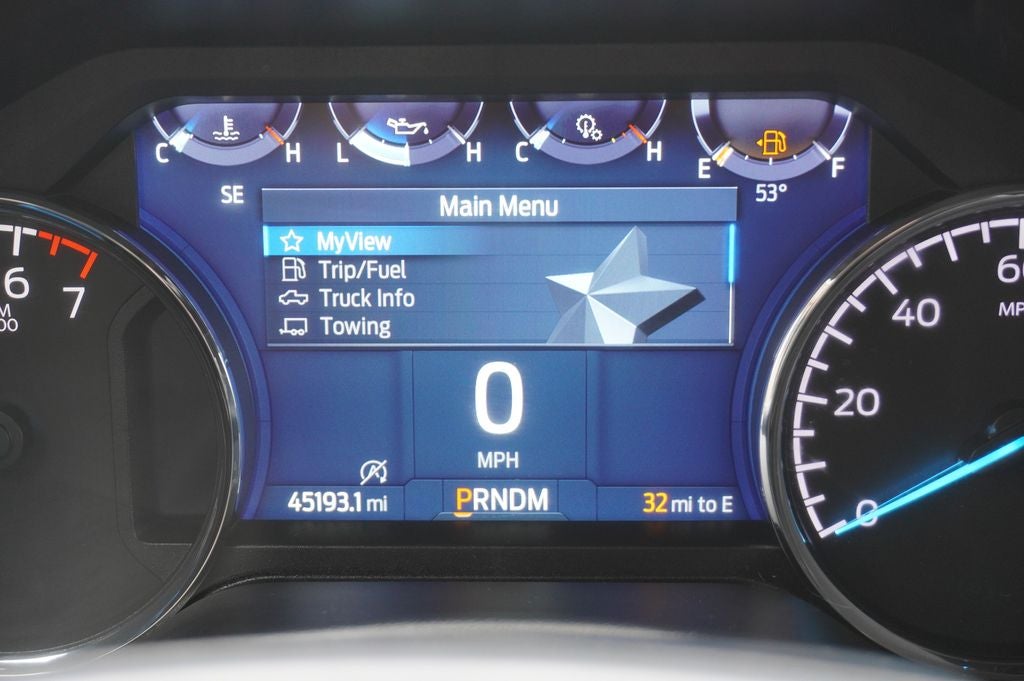 C H L H C H E F
SE
53°
Main Menu
MyView
Trip/Fuel
Truck Info
Towing
0
MPH
45193.1 mi
PRNDM
32 mi to E
6
7
0
20
40